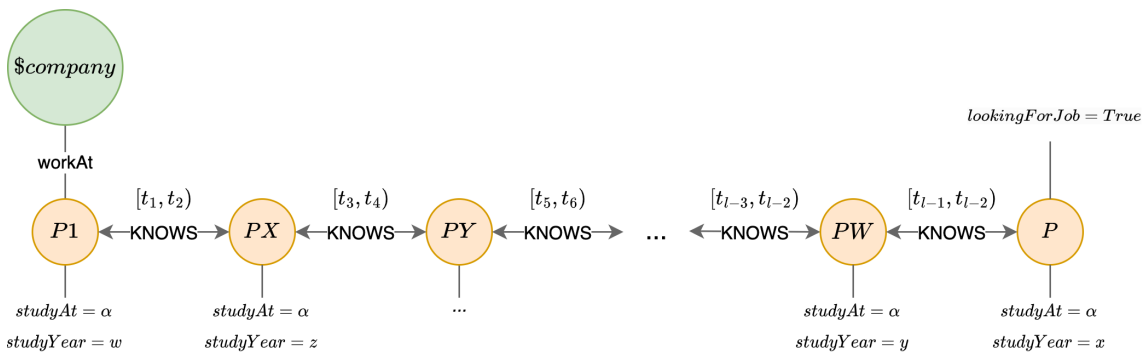 $company
lookingForJob = True
workAt
[t₁, t₂) [t₃, t₄) [t₅, t₆) [tₗ₋₃, tₗ₋₂) [tₗ₋₁, tₗ₋₂)
P1 KNOWS PX KNOWS PY KNOWS ... KNOWS PW KNOWS P
studyAt = α studyAt = α ... studyAt = α studyAt = α
studyYear = w studyYear = z studyYear = y studyYear = x